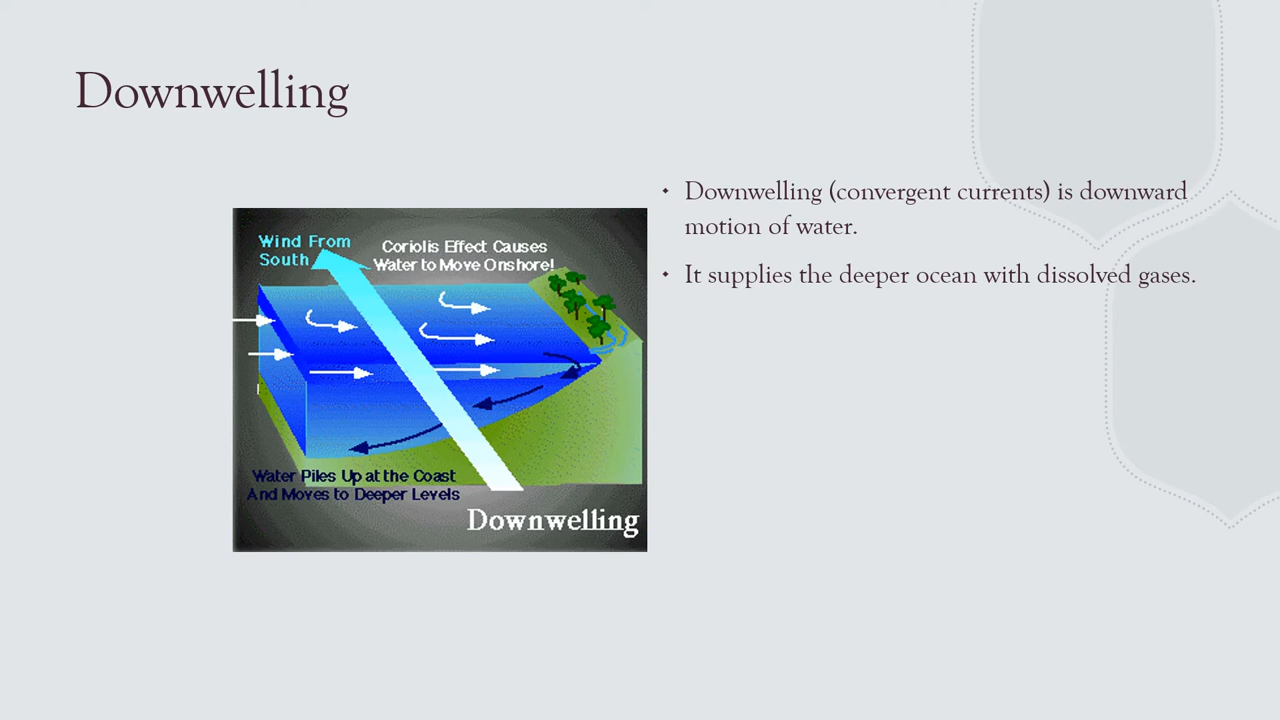 Downwelling
Wind From
South
Coriolis Effect Causes
Water to Move Onshore!
Water Piles Up at the Coast
And Moves to Deeper Levels
Downwelling
• Downwelling (convergent currents) is downward
motion of water.
• It supplies the deeper ocean with dissolved gases.